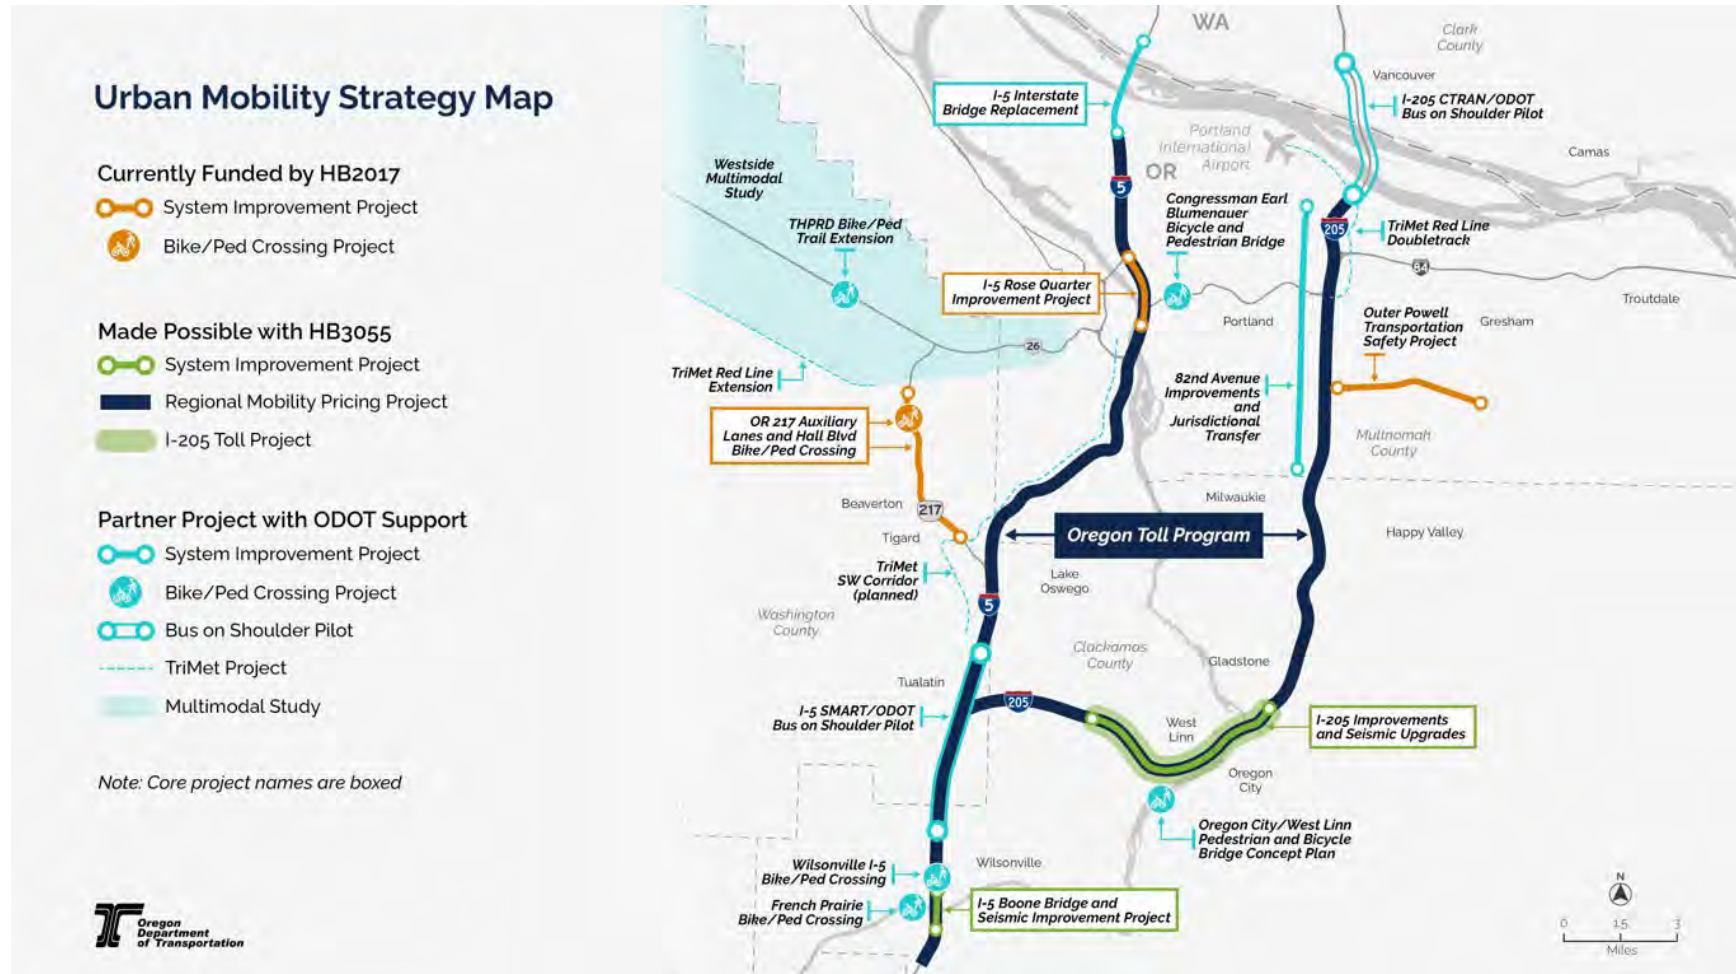 Urban Mobility Strategy Map
Currently Funded by HB2017
System Improvement Project
Bike/Ped Crossing Project
Made Possible with HB3055
System Improvement Project
Regional Mobility Pricing Project
I-205 Toll Project
Partner Project with ODOT Support
System Improvement Project
Bike/Ped Crossing Project
Bus on Shoulder Pilot
TriMet Project
Multimodal Study
Note: Core project names are boxed
Oregon
Department
of Transportation
WA
Clark
County
Vancouver
I-5 Interstate
Bridge Replacement
I-205 CTRAN/ODOT
Bus on Shoulder Pilot
Portland
International
Airport
OR
Camas
Westside
Multimodal
Study
5
THPRD Bike/Ped
Trail Extension
Congressman Earl
Blumenauer
Bicycle and
Pedestrian Bridge
205
TriMet Red Line
Doubletrack
84
I-5 Rose Quarter
Improvement Project
Troutdale
Portland
Outer Powell
Transportation
Safety Project
Gresham
26
TriMet Red Line
Extension
82nd Avenue
Improvements
and
Jurisdictional
Transfer
OR 217 Auxiliary
Lanes and Hall Blvd
Bike/Ped Crossing
Multnomah
County
Beaverton
217
Milwaukie
Tigard
Oregon Toll Program
Happy Valley
TriMet
SW Corridor
(planned)
Lake
Oswego
5
Washington
County
Clackamas
County
Gladstone
Tualatin
205
I-5 SMART/ODOT
Bus on Shoulder Pilot
West
Linn
I-205 Improvements
and Seismic Upgrades
Oregon
City
Oregon City/West Linn
Pedestrian and Bicycle
Bridge Concept Plan
Wilsonville I-5
Bike/Ped Crossing
Wilsonville
French Prairie
Bike/Ped Crossing
I-5 Boone Bridge and
Seismic Improvement Project
N
0 1.5 3
Miles